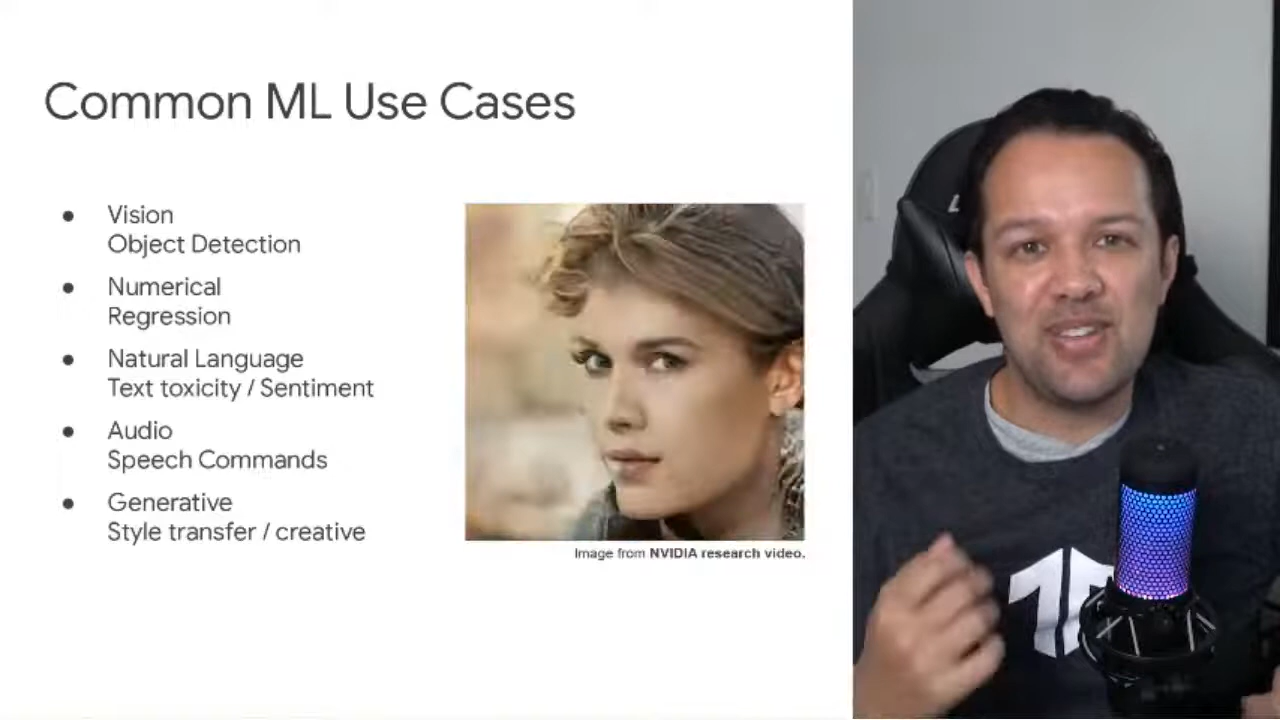 Common ML Use Cases
Vision
Object Detection
Numerical
Regression
Natural Language
Text toxicity / Sentiment
Audio
Speech Commands
Generative
Style transfer / creative
Image from NVIDIA research video.